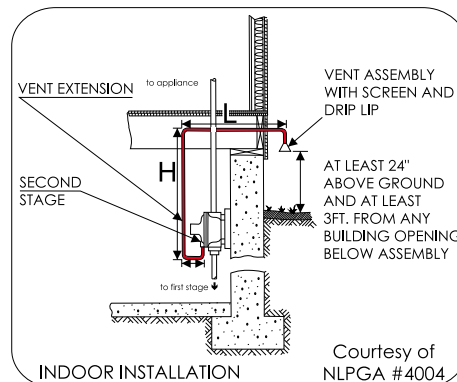 to appliance
VENT EXTENSION
L
VENT ASSEMBLY
WITH SCREEN AND
DRIP LIP
H
SECOND
STAGE
AT LEAST 24"
ABOVE GROUND
AND AT LEAST
3FT. FROM ANY
BUILDING OPENING
BELOW ASSEMBLY
to first stage
INDOOR INSTALLATION
Courtesy of
NLPGA #4004